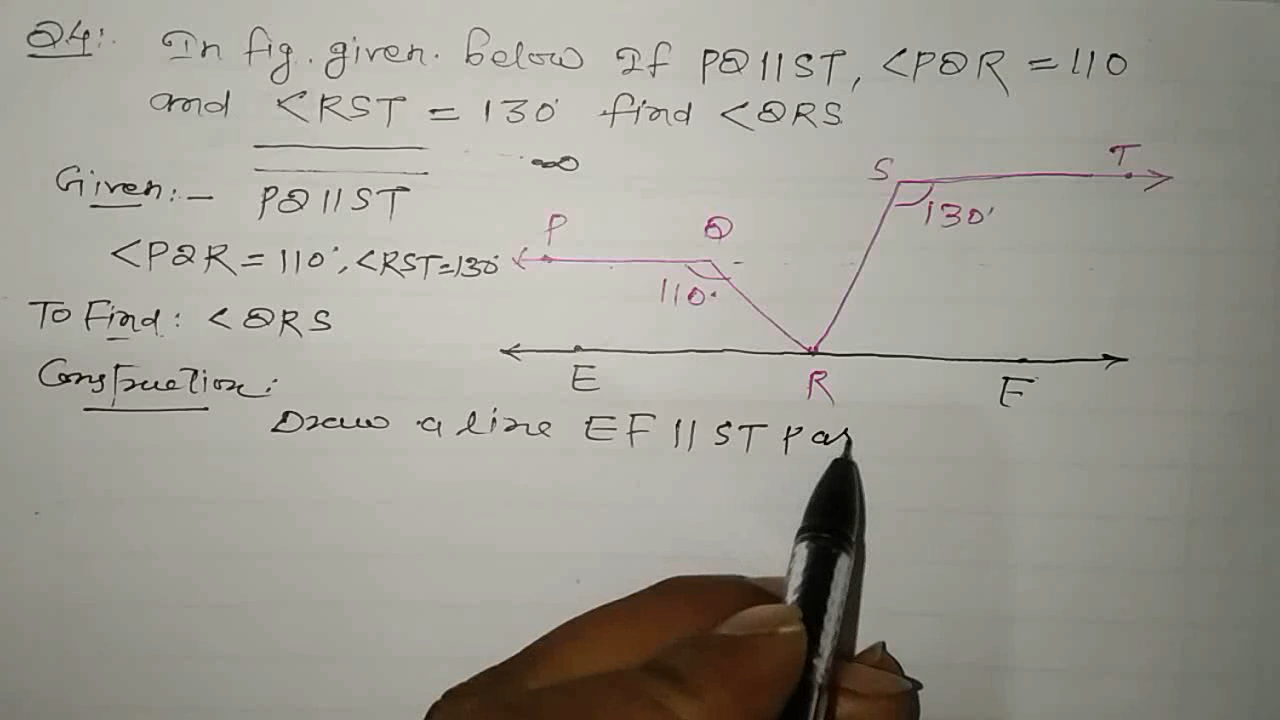 Q4:. In fig. given. below If PQ || ST, <PQR = 110
and <RST = 130° find <QRS
Given:- PQ || ST
<PQR = 110°, <RST = 130°
To Find: <QRS
Construction:
Draw a line EF || ST pas
S T
130°
P Q
110°
E R F